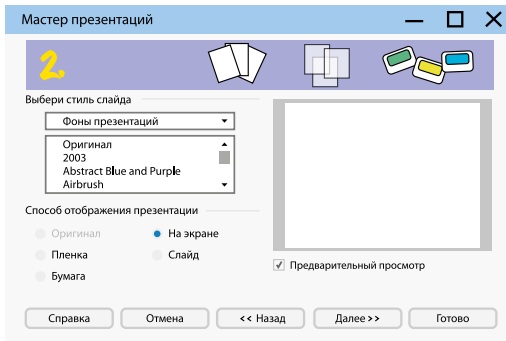 Мастер презентаций
2.
Выбери стиль слайда
Фоны презентаций
Оригинал
2003
Abstract Blue and Purple
Airbrush
Способ отображения презентации
Оригинал
На экране
Пленка
Слайд
Бумага
Предварительный просмотр
Справка
Отмена
<< Назад
Далее >>
Готово